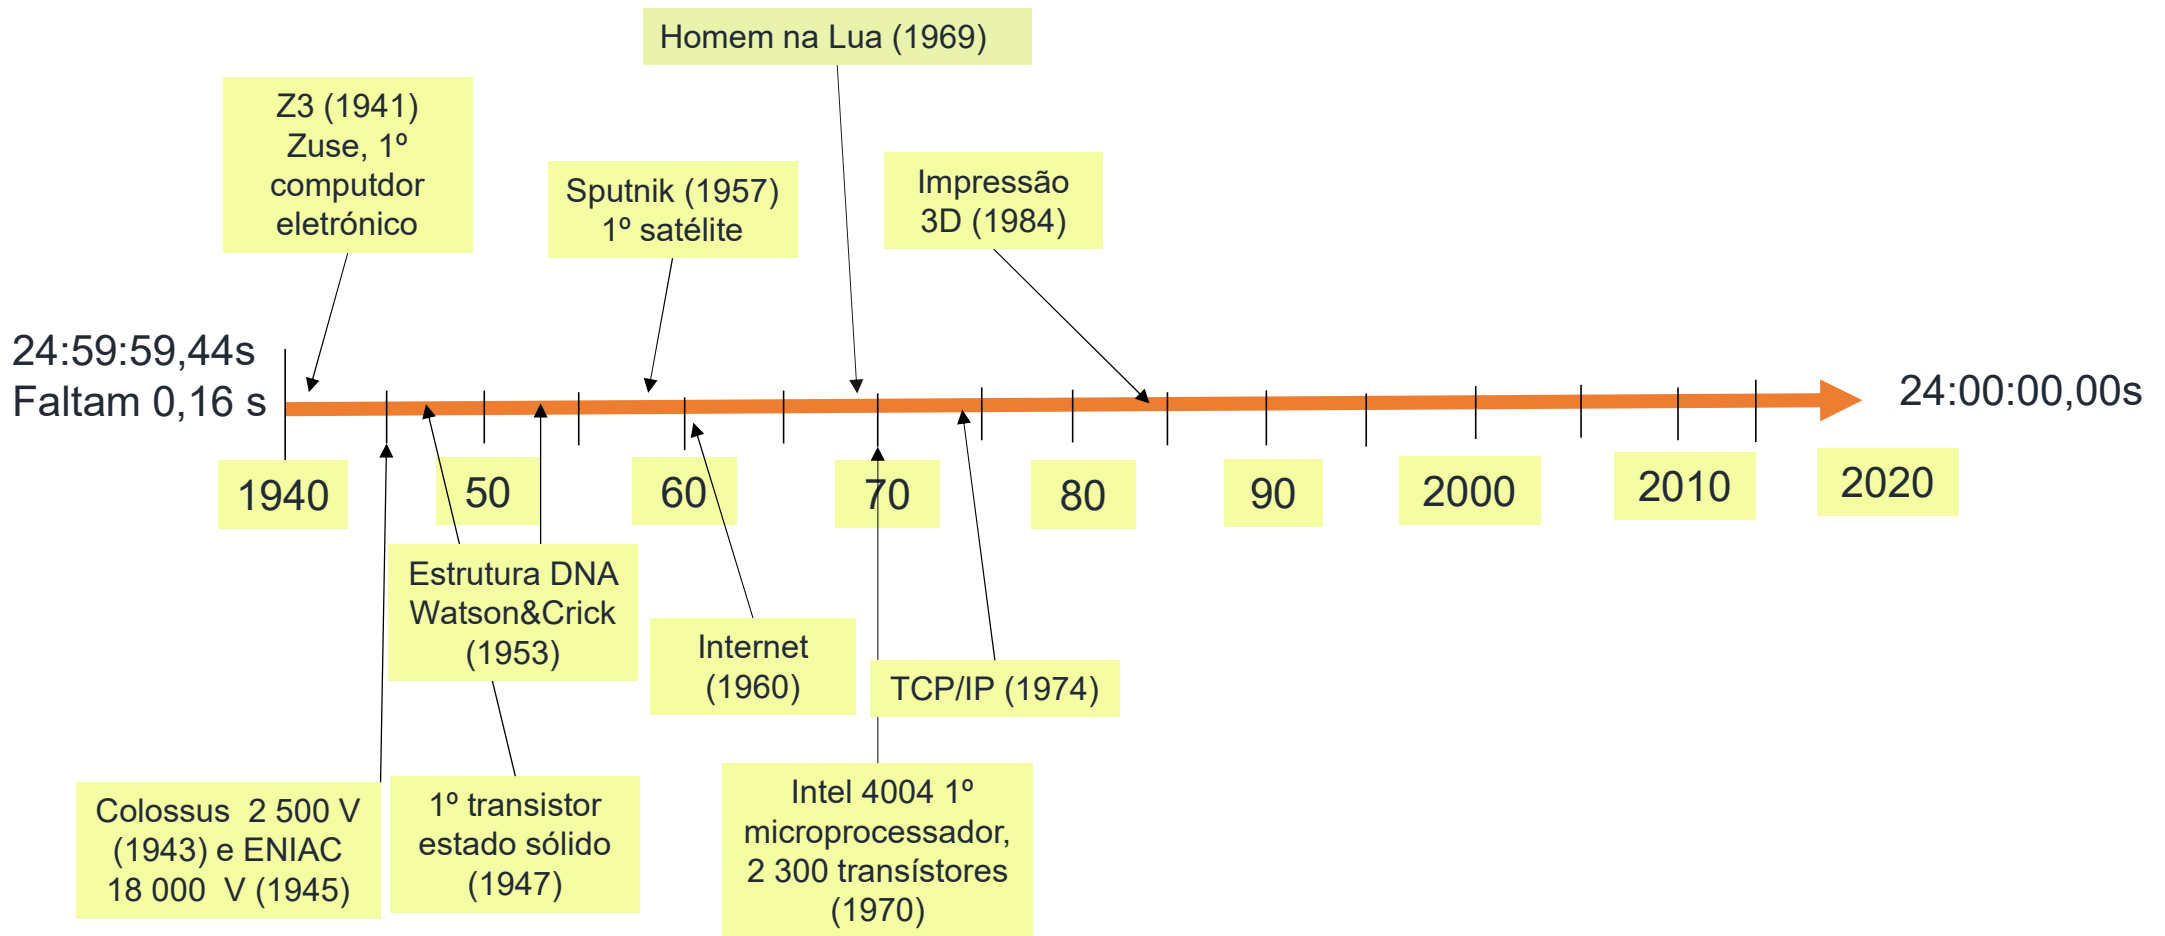 Homem na Lua (1969)
Z3 (1941)
Zuse, 1º
computdor
eletrónico
Sputnik (1957)
1º satélite
Impressão
3D (1984)
24:59:59,44s
Faltam 0,16 s
24:00:00,00s
1940
50
60
70
80
90
2000
2010
2020
Estrutura DNA
Watson&Crick
(1953)
Internet
(1960)
TCP/IP (1974)
Colossus  2 500 V
(1943) e ENIAC
18 000  V (1945)
1º transistor
estado sólido
(1947)
Intel 4004 1º
microprocessador,
2 300 transístores
(1970)